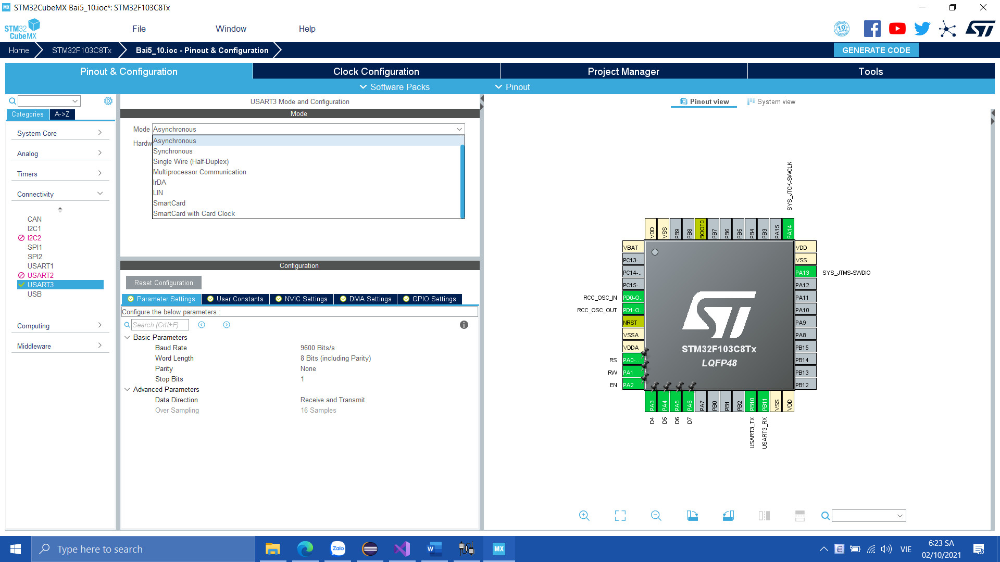 MX STM32CubeMX Bai5_10.ioc*: STM32F103C8Tx
STM32 CubeMX
File Window Help
10
Home STM32F103C8Tx Bai5_10.ioc - Pinout & Configuration GENERATE CODE
Pinout & Configuration Clock Configuration Project Manager Tools
Software Packs Pinout
USART3 Mode and Configuration
Pinout view System view
Categories A->Z
Mode
System Core
Analog
Timers
Connectivity
CAN
I2C1
I2C2
SPI1
SPI2
USART1
USART2
USART3
USB
Computing
Middleware
Mode Asynchronous
Hardw
Asynchronous
Synchronous
Single Wire (Half-Duplex)
Multiprocessor Communication
IrDA
LIN
SmartCard
SmartCard with Card Clock
Configuration
Reset Configuration
Parameter Settings User Constants NVIC Settings DMA Settings GPIO Settings
Configure the below parameters :
Search (Crtl+F)
Basic Parameters
Baud Rate 9600 Bits/s
Word Length 8 Bits (including Parity)
Parity None
Stop Bits 1
Advanced Parameters
Data Direction Receive and Transmit
Over Sampling 16 Samples
SYS_JTCK-SWCLK
VDD VSS PB9 PB8 BOOT0 PB7 PB6 PB5 PB4 PB3 PA15 PA14
VBAT
PC13-..
PC14-..
PC15-..
RCC_OSC_IN PD0-O..
RCC_OSC_OUT PD1-O..
NRST
VSSA
VDDA
RS PA0-..
RW PA1
EN PA2
STM32F103C8Tx
LQFP48
VDD
VSS
PA13 SYS_JTMS-SWDIO
PA12
PA11
PA10
PA9
PA8
PB15
PB14
PB13
PB12
PA3 PA4 PA5 PA6 PA7 PB0 PB1 PB2 PB10 PB11 VSS VDD
D4 D5 D6 D7 USART3_TX USART3_RX
Type here to search
Zalo
W
MX
E
VIE
6:23 SA
02/10/2021